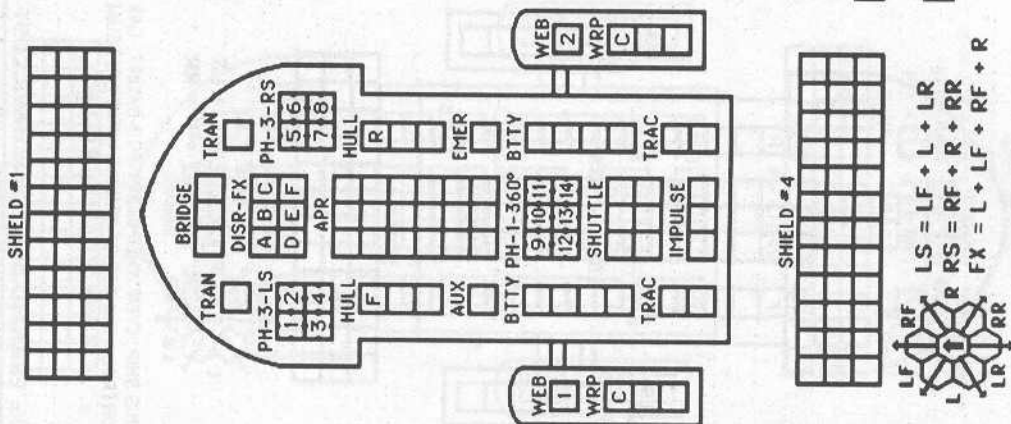 SHIELD #1
BRIDGE
TRAN
TRAN
DISR-FX
PH-3-LS
A B C
PH-3-RS
1 2
D E F
5 6
3 4
APR
7 8
HULL
HULL
F
R
AUX
EMER
BTTY
PH-1-360°
BTTY
9 10 11
12 13 14
SHUTTLE
WEB
WEB
1
2
WRP
WRP
C
C
TRAC
IMPULSE
TRAC
SHIELD #4
LF RF
L R
LR RR
LS = LF + L + LR
RS = RF + R + RR
FX = L + LF + RF + R